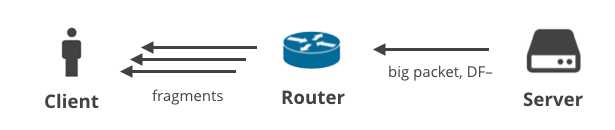 big packet, DF–
fragments
Client
Router
Server